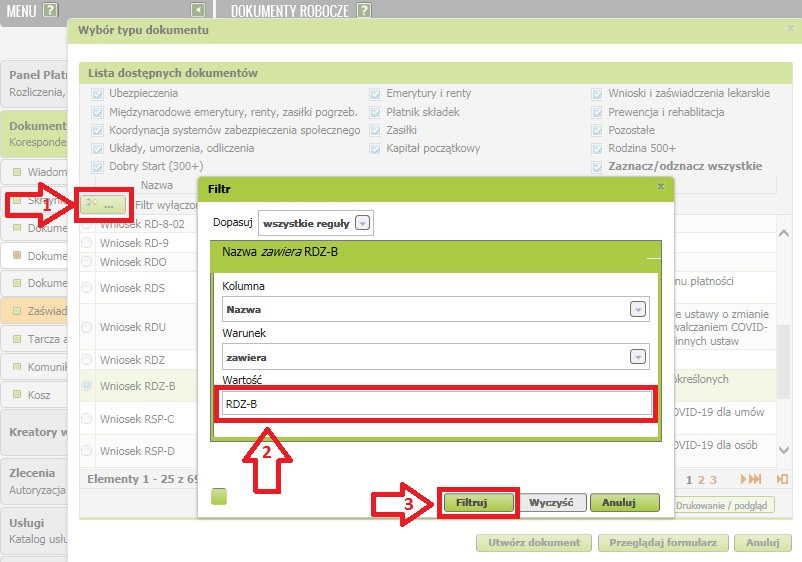 MENU ? DOKUMENTY ROBOCZE ?
Wybór typu dokumentu x
Panel Płat
Rozliczenia,
Dokument
Koresponde
Wiadom
Skrzynk
Dokume
Dokume
Dokume
Zaświad
Tarcza a
Komuni
Kosz
Kreatory w
Zlecenia
Autoryzacja
Usługi
Katalog usłu
Lista dostępnych dokumentów
Ubezpieczenia Emerytury i renty Wnioski i zaświadczenia lekarskie
Międzynarodowe emerytury, renty, zasiłki pogrzeb. Płatnik składek Prewencja i rehabilitacja
Koordynacja systemów zabezpieczenia społecznego Zasiłki Pozostałe
Układy, umorzenia, odliczenia Kapitał początkowy Rodzina 500+
Dobry Start (300+) Zaznacz/odznacz wszystkie
Nazwa
1 ... Filtr wyłączo
Wniosek RD-8-02
Wniosek RD-9
Wniosek RDO
Wniosek RDS nu płatności
Wniosek RDU e ustawy o zmianie
walczaniem COVID-
innych ustaw
Wniosek RDZ
Wniosek RDZ-B określonych
Wniosek RSP-C OVID-19 dla umów
Wniosek RSP-D OVID-19 dla osób
Elementy 1 - 25 z 69 1 2 3
Drukowanie / podgląd
Utwórz dokument Przeglądaj formularz Anuluj
Filtr x
Dopasuj wszystkie reguły
Nazwa zawiera RDZ-B
Kolumna
Nazwa
Warunek
zawiera
Wartość
RDZ-B
2
3 Filtruj Wyczyść Anuluj